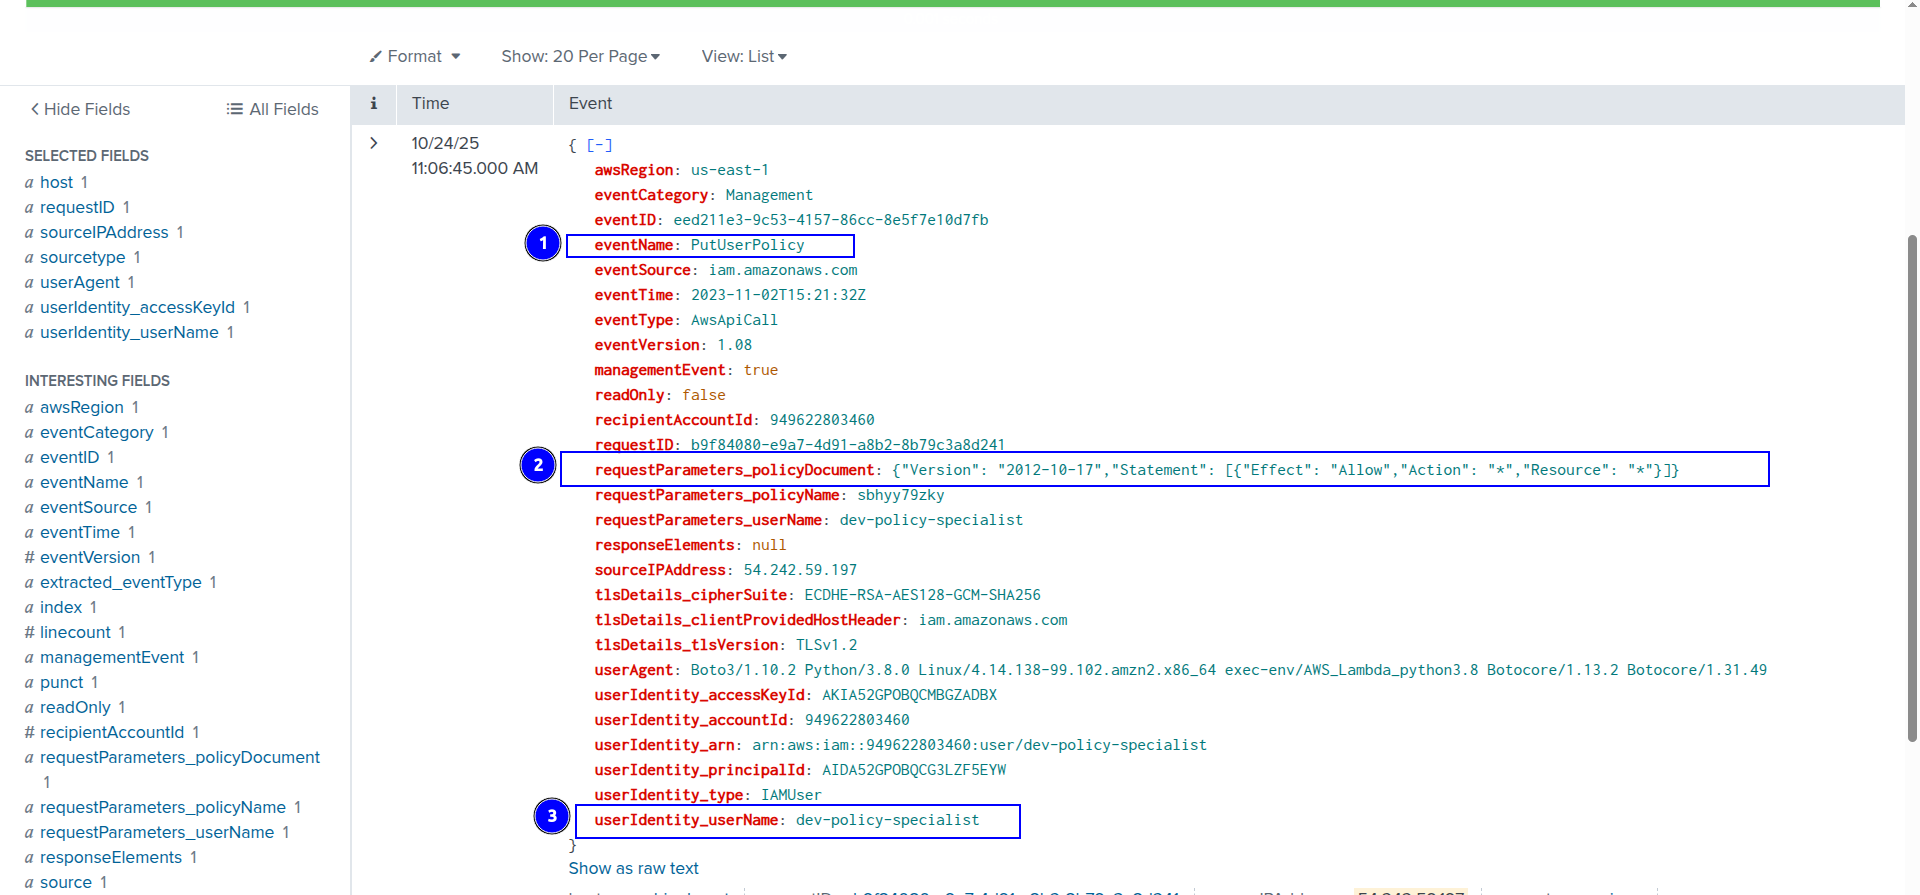 Format
Show: 20 Per Page
View: List
Hide Fields
All Fields
i
Time
Event
SELECTED FIELDS
a host 1
a requestID 1
a sourceIPAddress 1
a sourcetype 1
a userAgent 1
a userIdentity_accessKeyId 1
a userIdentity_userName 1
INTERESTING FIELDS
a awsRegion 1
a eventCategory 1
a eventID 1
a eventName 1
a eventSource 1
a eventTime 1
# eventVersion 1
a extracted_eventType 1
a index 1
# linecount 1
a managementEvent 1
a punct 1
a readOnly 1
# recipientAccountId 1
a requestParameters_policyDocument
1
a requestParameters_policyName 1
a requestParameters_userName 1
a responseElements 1
a source 1
10/24/25
11:06:45.000 AM
{ [-]
awsRegion: us-east-1
eventCategory: Management
eventID: eed211e3-9c53-4157-86cc-8e5f7e10d7fb
1
eventName: PutUserPolicy
eventSource: iam.amazonaws.com
eventTime: 2023-11-02T15:21:32Z
eventType: AwsApiCall
eventVersion: 1.08
managementEvent: true
readOnly: false
recipientAccountId: 949622803460
requestID: b9f84080-e9a7-4d91-a8b2-8b79c3a8d241
2
requestParameters_policyDocument: {"Version": "2012-10-17","Statement": [{"Effect": "Allow","Action": "*","Resource": "*"}]}
requestParameters_policyName: sbhyy79zky
requestParameters_userName: dev-policy-specialist
responseElements: null
sourceIPAddress: 54.242.59.197
tlsDetails_cipherSuite: ECDHE-RSA-AES128-GCM-SHA256
tlsDetails_clientProvidedHostHeader: iam.amazonaws.com
tlsDetails_tlsVersion: TLSv1.2
userAgent: Boto3/1.10.2 Python/3.8.0 Linux/4.14.138-99.102.amzn2.x86_64 exec-env/AWS_Lambda_python3.8 Botocore/1.13.2 Botocore/1.31.49
userIdentity_accessKeyId: AKIA52GPOBQCMBGZADBX
userIdentity_accountId: 949622803460
userIdentity_arn: arn:aws:iam::949622803460:user/dev-policy-specialist
userIdentity_principalId: AIDA52GPOBQCG3LZF5EYW
userIdentity_type: IAMUser
3
userIdentity_userName: dev-policy-specialist
}
Show as raw text